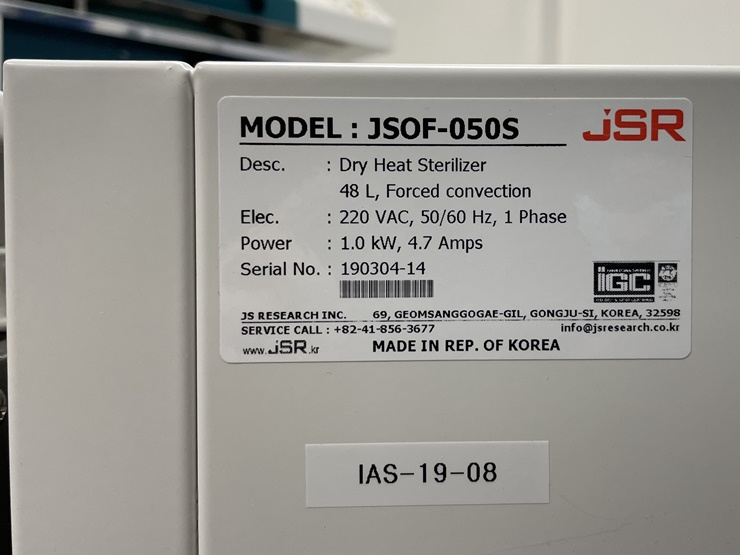 MODEL : JSOF-050S
JSR
Desc. : Dry Heat Sterilizer
48 L, Forced convection
Elec. : 220 VAC, 50/60 Hz, 1 Phase
Power : 1.0 kW, 4.7 Amps
Serial No. : 190304-14
IGC
JS RESEARCH INC. 69, GEOMSANGGOGAE-GIL, GONGJU-SI, KOREA, 32598
SERVICE CALL : +82-41-856-3677 info@jsresearch.co.kr
www.JSR.kr MADE IN REP. OF KOREA
IAS-19-08